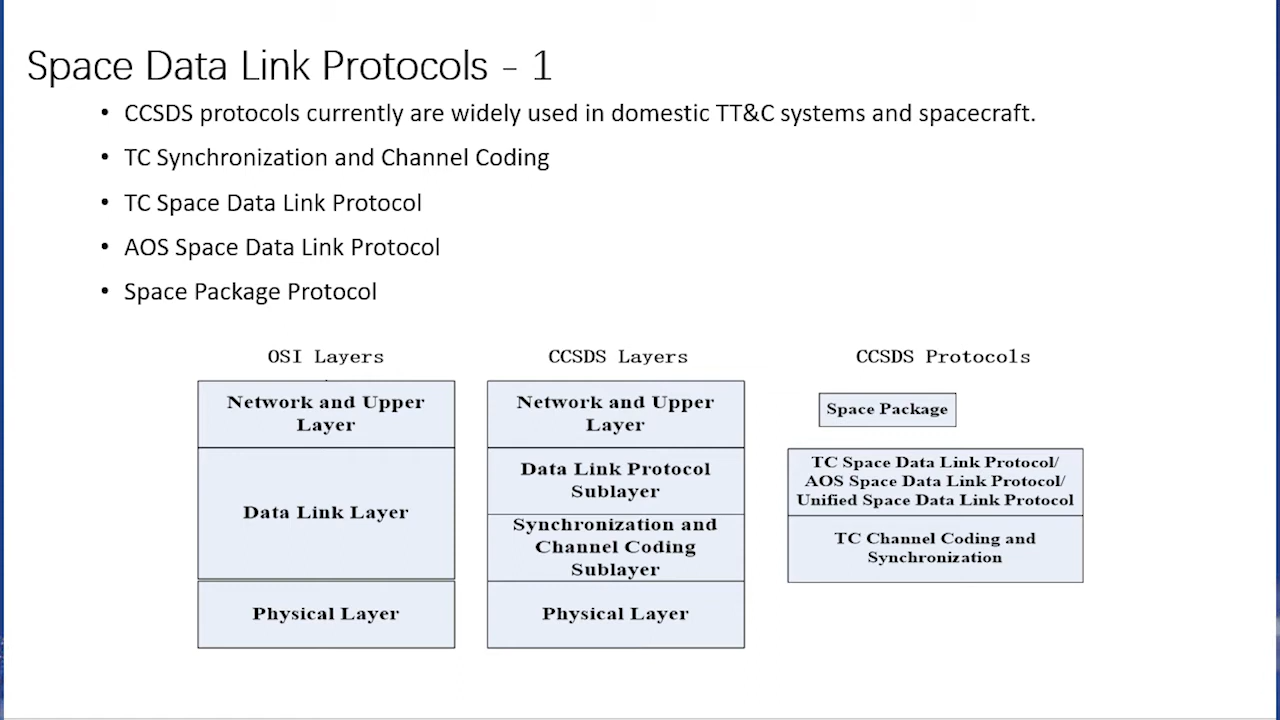 Space Data Link Protocols - 1
• CCSDS protocols currently are widely used in domestic TT&C systems and spacecraft.
• TC Synchronization and Channel Coding
• TC Space Data Link Protocol
• AOS Space Data Link Protocol
• Space Package Protocol
OSI Layers
Network and Upper
Layer
Data Link Layer
Physical Layer
CCSDS Layers
Network and Upper
Layer
Data Link Protocol
Sublayer
Synchronization and
Channel Coding
Sublayer
Physical Layer
CCSDS Protocols
Space Package
TC Space Data Link Protocol/
AOS Space Data Link Protocol/
Unified Space Data Link Protocol
TC Channel Coding and
Synchronization